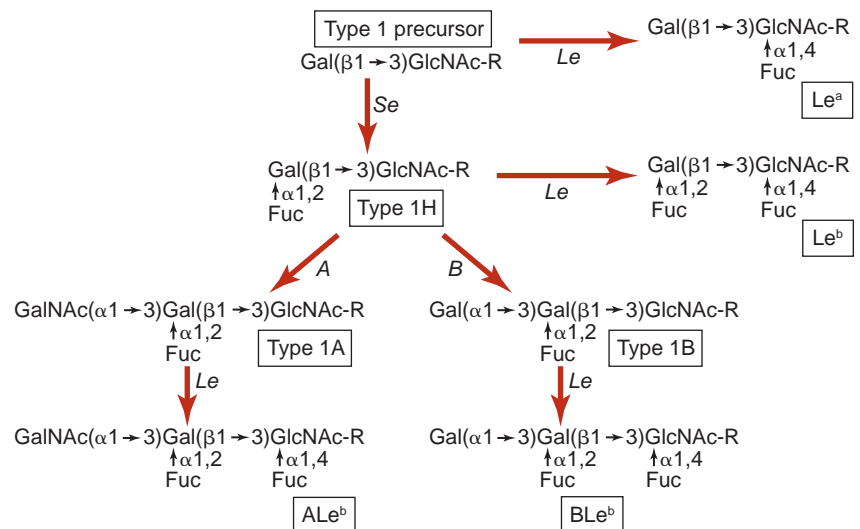 Type 1 precursor
Gal(β1→3)GlcNAc-R
Le
Gal(β1→3)GlcNAc-R
↑α1,4
Fuc
Leᵃ
Se
Gal(β1→3)GlcNAc-R
↑α1,2
Fuc
Type 1H
Le
Gal(β1→3)GlcNAc-R
↑α1,2 ↑α1,4
Fuc Fuc
Leᵇ
A
B
GalNAc(α1→3)Gal(β1→3)GlcNAc-R
↑α1,2
Fuc
Type 1A
Gal(α1→3)Gal(β1→3)GlcNAc-R
↑α1,2
Fuc
Type 1B
Le
Le
GalNAc(α1→3)Gal(β1→3)GlcNAc-R
↑α1,2 ↑α1,4
Fuc Fuc
ALeᵇ
Gal(α1→3)Gal(β1→3)GlcNAc-R
↑α1,2 ↑α1,4
Fuc Fuc
BLeᵇ